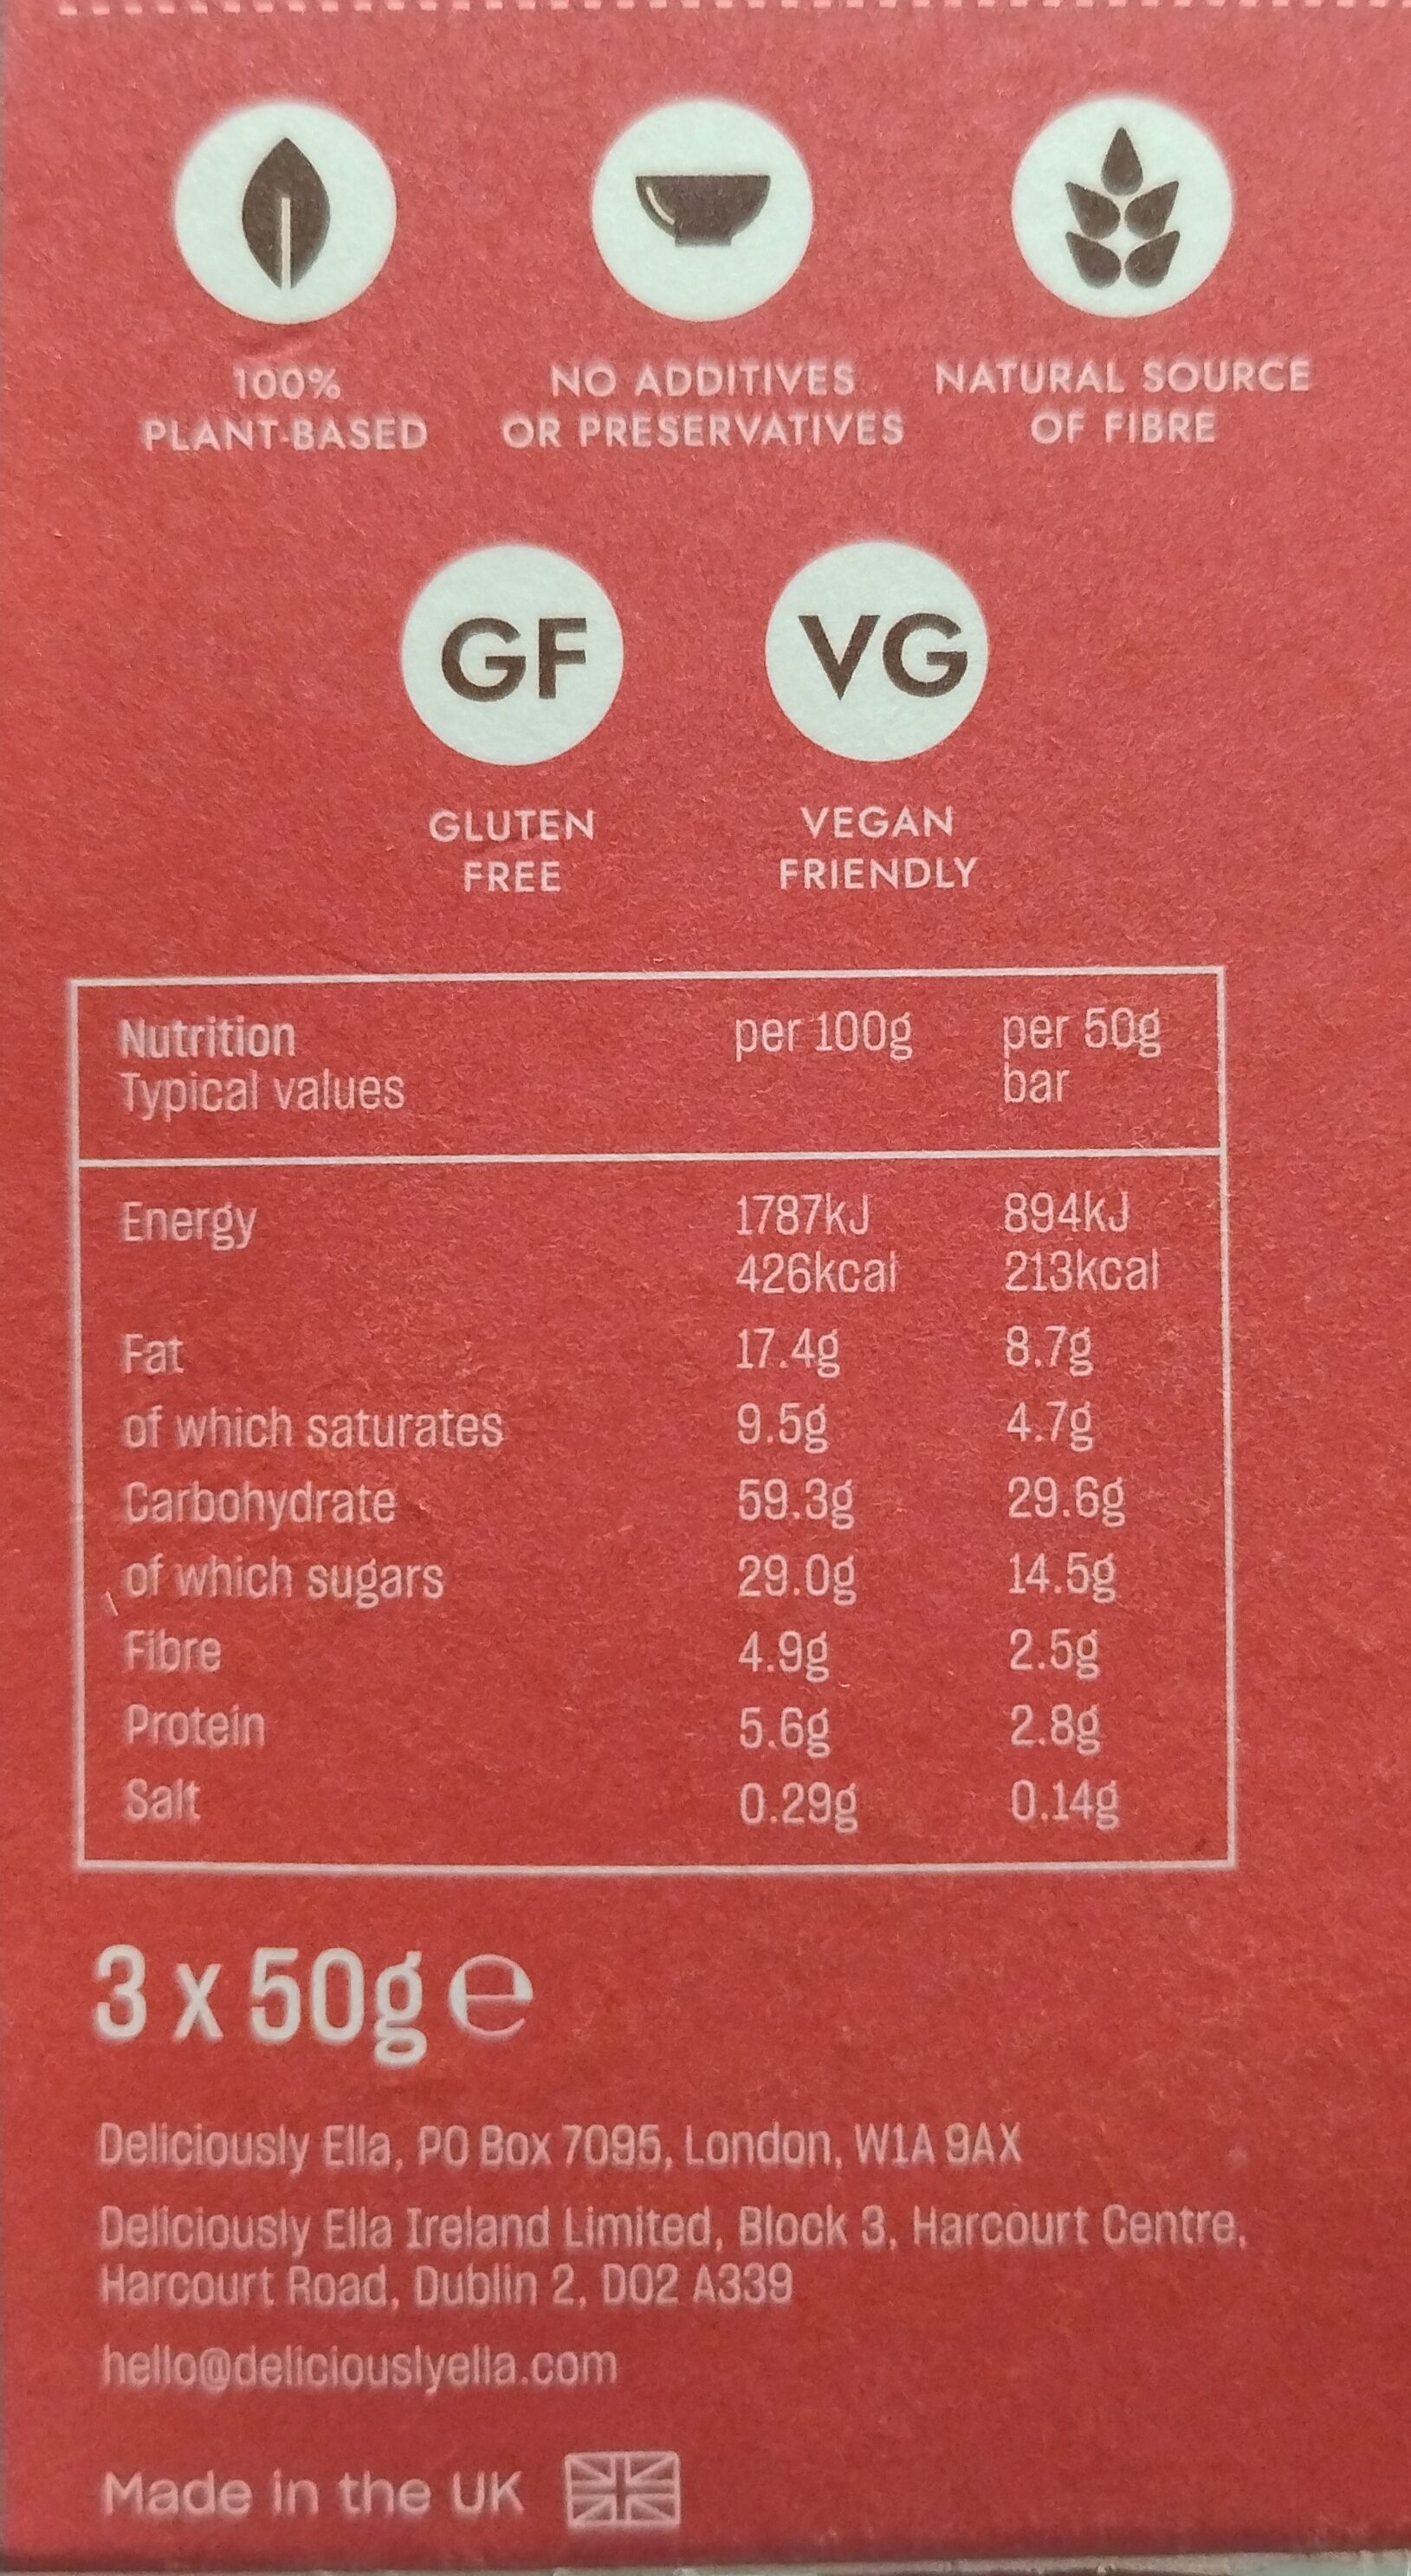 100%
PLANT-BASED
NO ADDITIVES
OR PRESERVATIVES
NATURAL SOURCE
OF FIBRE
GF
GLUTEN
FREE
VG
VEGAN
FRIENDLY
Nutrition per 100g per 50g
Typical values bar
Energy 1787kJ 894kJ
426kcal 213kcal
Fat 17.4g 8.7g
of which saturates 9.5g 4.7g
Carbohydrate 59.3g 29.6g
of which sugars 29.0g 14.5g
Fibre 4.9g 2.5g
Protein 5.6g 2.8g
Salt 0.29g 0.14g
3 x 50g ℮
Deliciously Ella, PO Box 7095, London, W1A 9AX
Deliciously Ella Ireland Limited, Block 3, Harcourt Centre,
Harcourt Road, Dublin 2, D02 A339
hello@deliciouslyella.com
Made in the UK